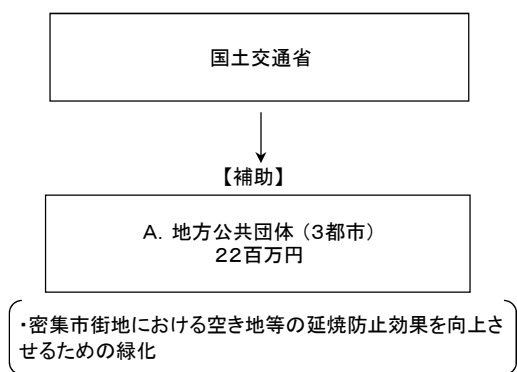 国土交通省
【補助】
A．地方公共団体（３都市）
２２百万円
・密集市街地における空き地等の延焼防止効果を向上さ
せるための緑化